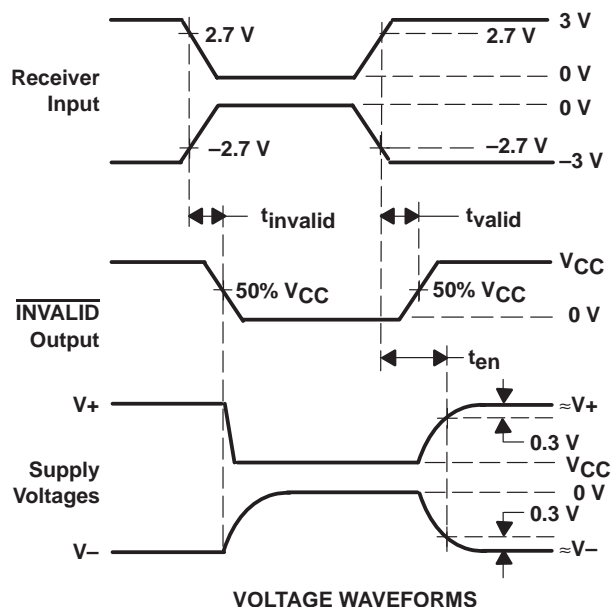 3 V
2.7 V
2.7 V
Receiver
Input
0 V
0 V
–2.7 V
–2.7 V
–3 V
tinvalid
tvalid
VCC
50% VCC
50% VCC
INVALID
Output
0 V
ten
V+
≈V+
0.3 V
Supply
Voltages
VCC
0 V
0.3 V
V–
≈V–
VOLTAGE WAVEFORMS